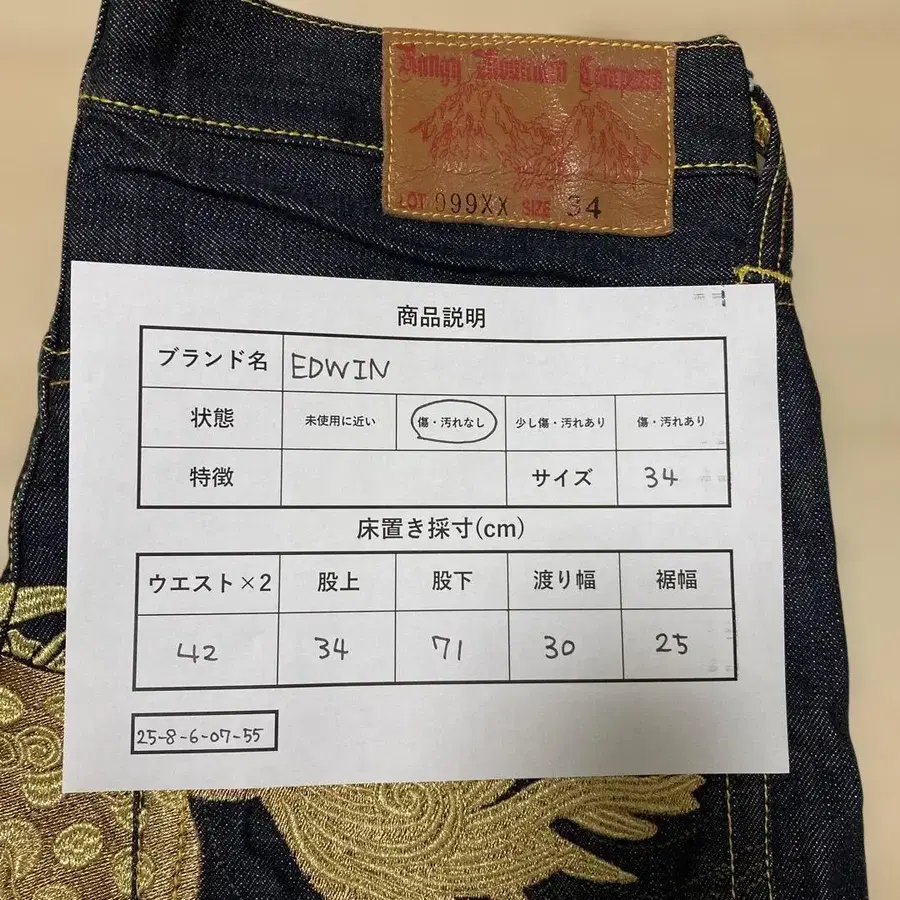 Company
LOT 999XX SIZE 34
商品説明
ブランド名 EDWIN
状態 未使用に近い 傷・汚れなし 少し傷・汚れあり 傷・汚れあり
特徴 サイズ 34
床置き採寸(cm)
ウエスト×2 股上 股下 渡り幅 裾幅
42 34 71 30 25
25-8-6-07-55